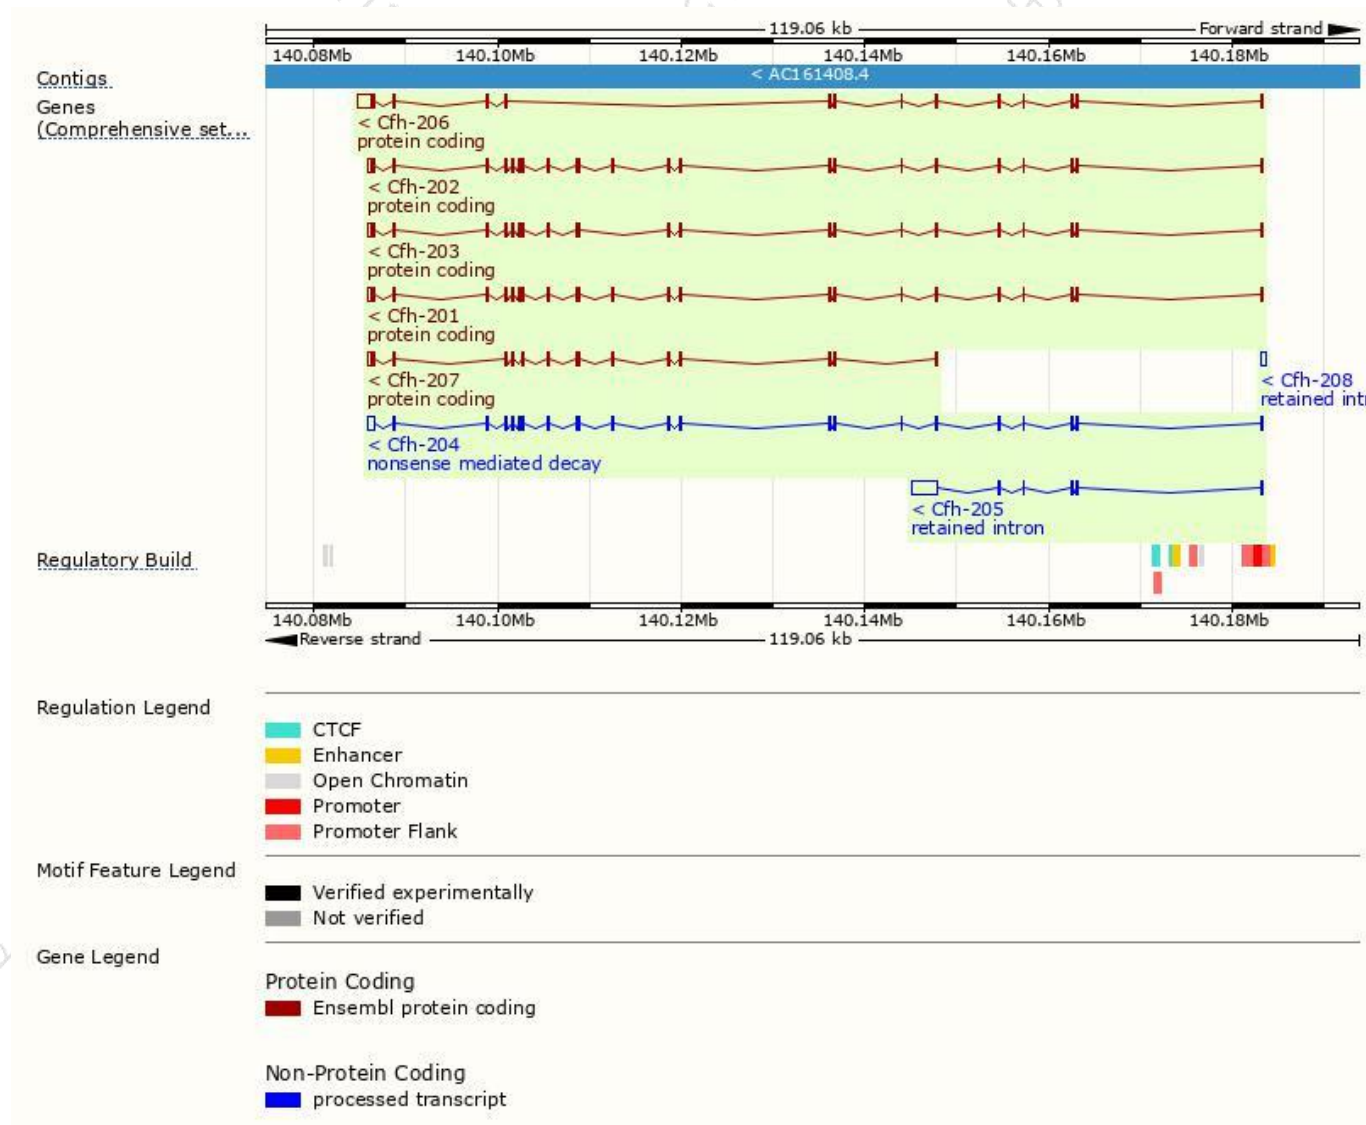 119.06 kb Forward strand
140.08Mb 140.10Mb 140.12Mb 140.14Mb 140.16Mb 140.18Mb
Contigs < AC161408.4
Genes
(Comprehensive set...
< Cfh-206
protein coding
< Cfh-202
protein coding
< Cfh-203
protein coding
< Cfh-201
protein coding
< Cfh-207 < Cfh-208
protein coding retained intr
< Cfh-204
nonsense mediated decay
< Cfh-205
retained intron
Regulatory Build
140.08Mb 140.10Mb 140.12Mb 140.14Mb 140.16Mb 140.18Mb
Reverse strand 119.06 kb
Regulation Legend
CTCF
Enhancer
Open Chromatin
Promoter
Promoter Flank
Motif Feature Legend
Verified experimentally
Not verified
Gene Legend
Protein Coding
Ensembl protein coding
Non-Protein Coding
processed transcript